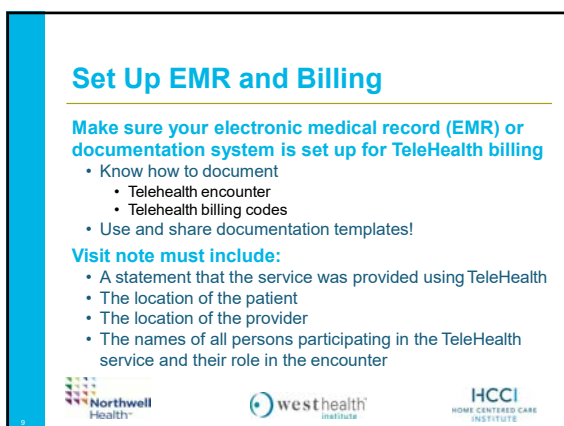 Set Up EMR and Billing
Make sure your electronic medical record (EMR) or
documentation system is set up for TeleHealth billing
• Know how to document
• Telehealth encounter
• Telehealth billing codes
• Use and share documentation templates!
Visit note must include:
• A statement that the service was provided using TeleHealth
• The location of the patient
• The location of the provider
• The names of all persons participating in the TeleHealth
service and their role in the encounter
Northwell
Health
westhealth
institute
HCCI
HOME CENTERED CARE
INSTITUTE
9